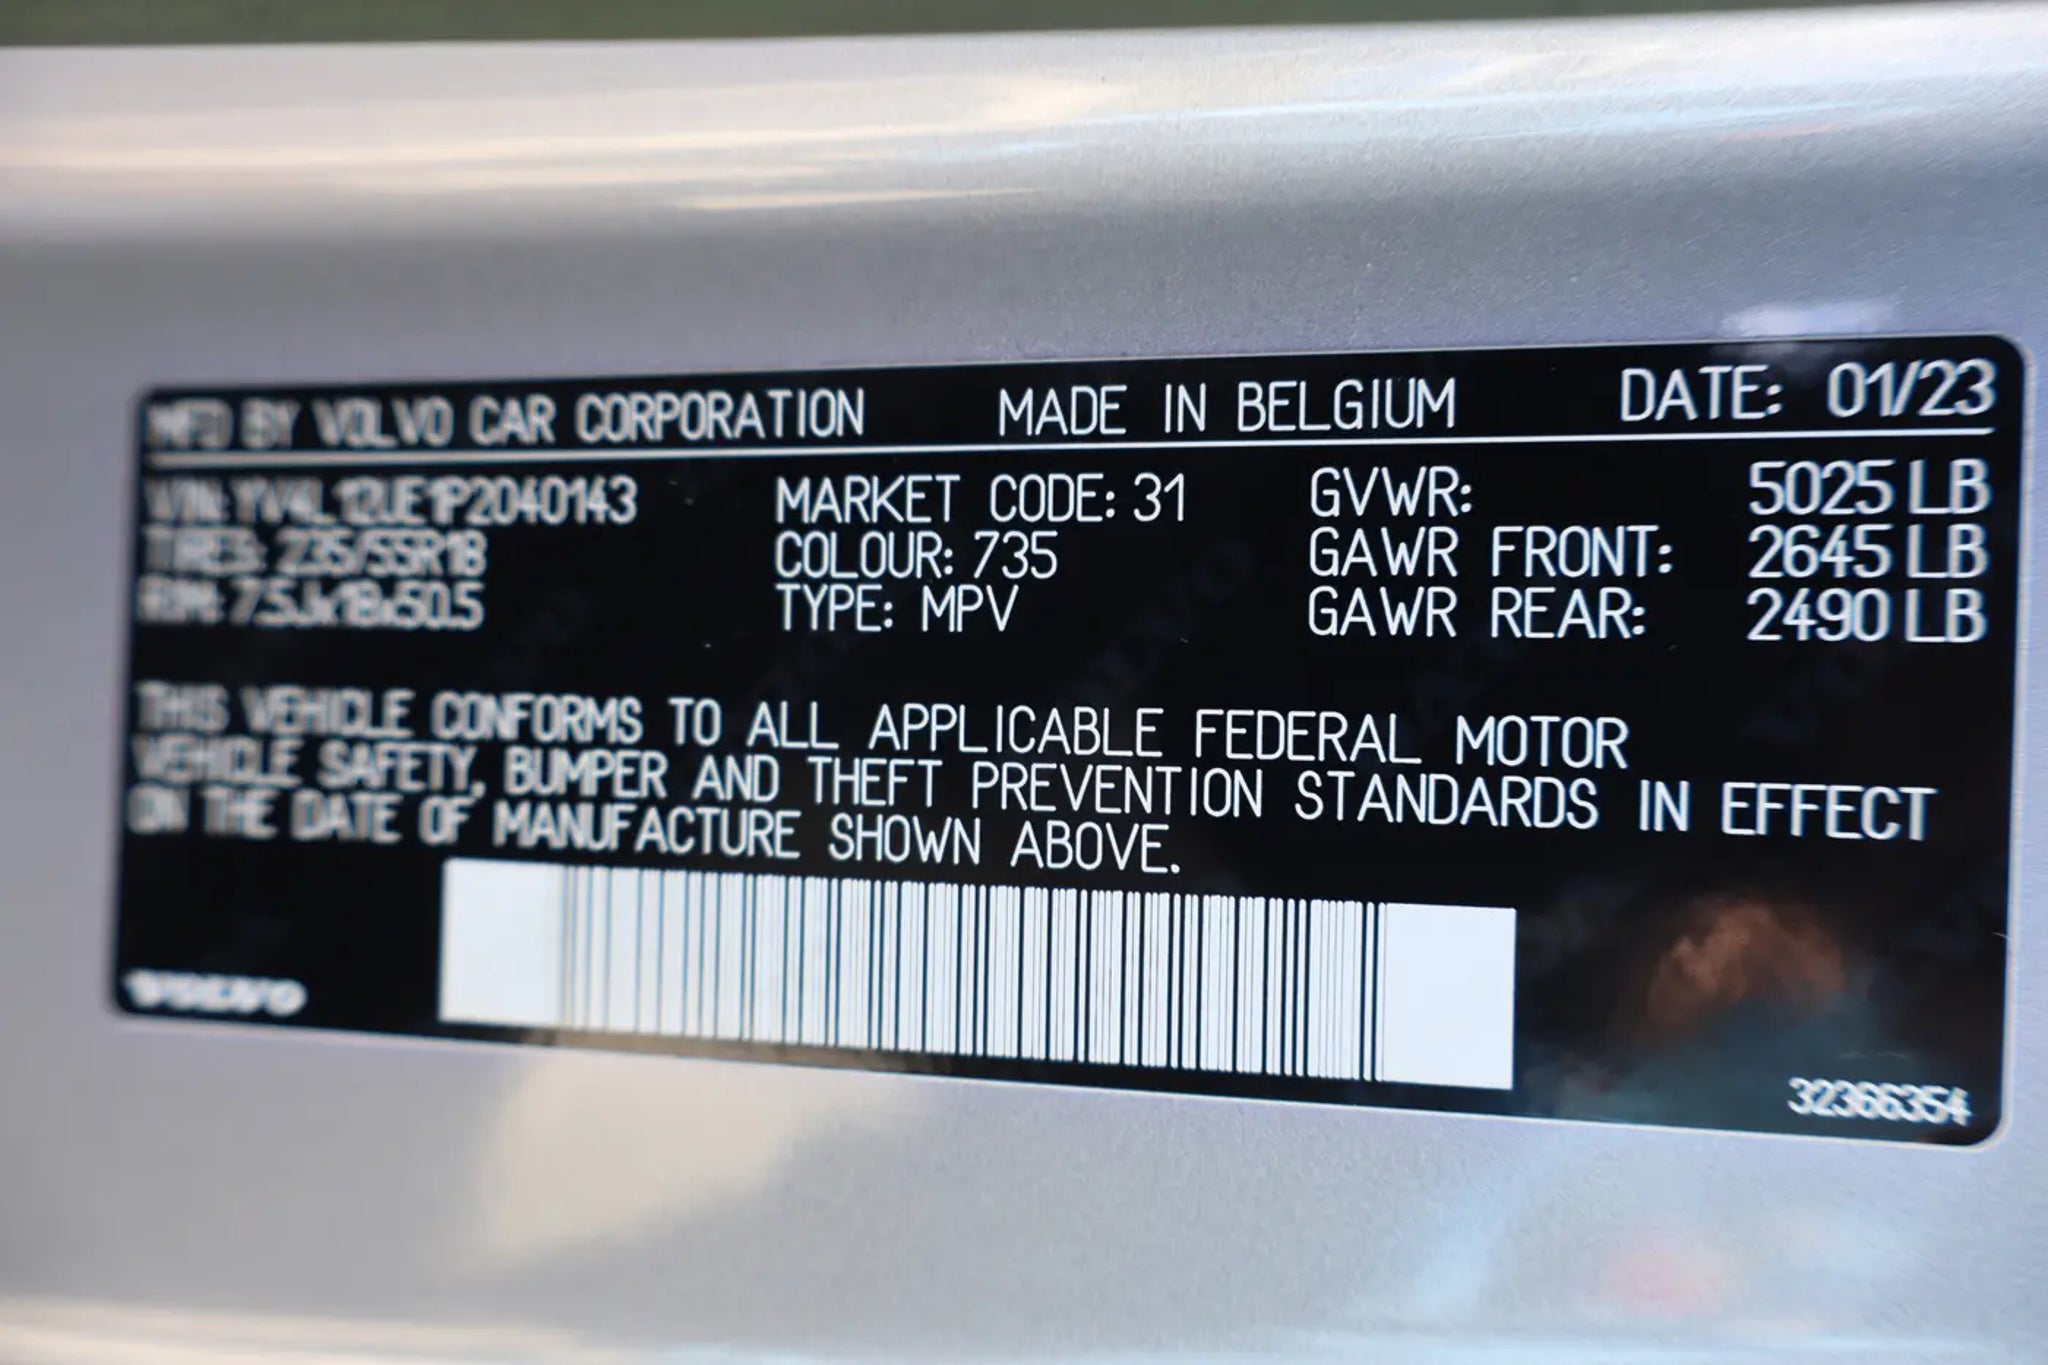 MFD BY VOLVO CAR CORPORATION MADE IN BELGIUM DATE: 01/23
VIN: YV4L12UE1P2040143 MARKET CODE: 31 GVWR: 5025 LB
TIRES: 235/55R18 COLOUR: 735 GAWR FRONT: 2645 LB
RIM: 7.5Jx18x50.5 TYPE: MPV GAWR REAR: 2490 LB
THIS VEHICLE CONFORMS TO ALL APPLICABLE FEDERAL MOTOR
VEHICLE SAFETY, BUMPER AND THEFT PREVENTION STANDARDS IN EFFECT
ON THE DATE OF MANUFACTURE SHOWN ABOVE.
VOLVO
32366354